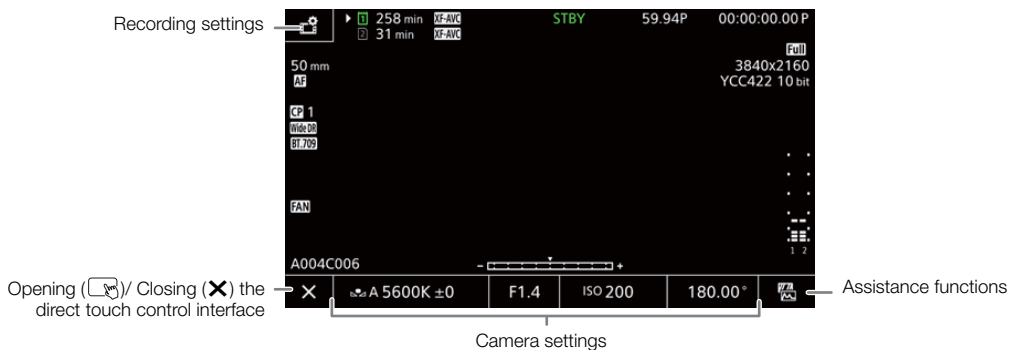 Recording settings
1 258 min XF-AVC STBY 59.94P 00:00:00.00 P
2 31 min XF-AVC
Full
50 mm 3840x2160
AF YCC422 10 bit
CP 1
Wide DR
BT.709
FAN
1 2
A004C006 - +
Opening ( )/ Closing (✕) the
direct touch control interface
✕ A 5600K ±0 F1.4 ISO 200 180.00°
Assistance functions
Camera settings